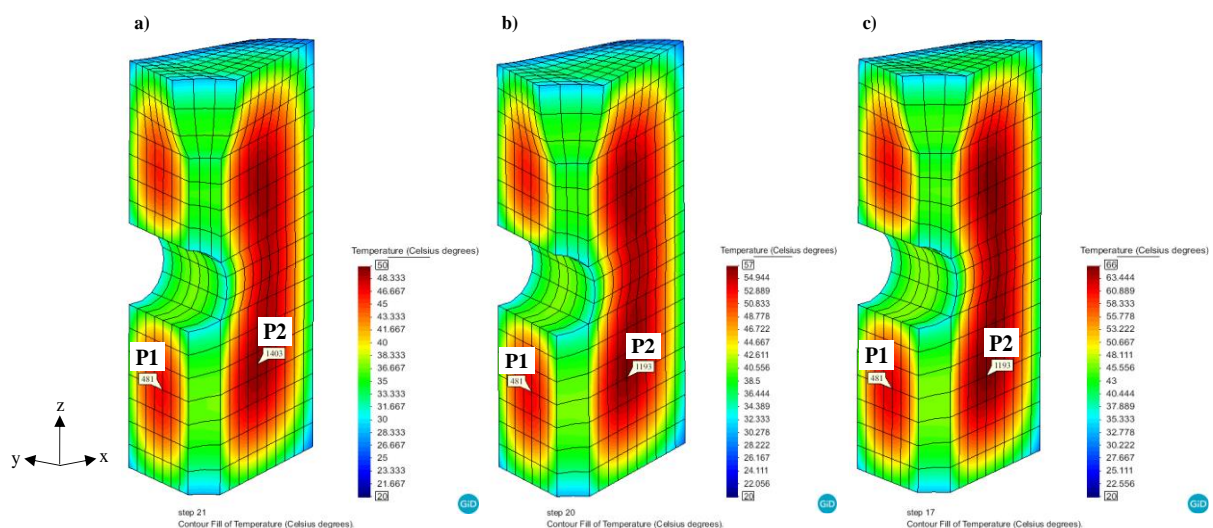 a)
b)
c)
P1
481
P2
1403
z
y
x
Temperature (Celsius degrees)
50
48.333
46.667
45
43.333
41.667
40
38.333
36.667
35
33.333
31.667
30
28.333
26.667
25
23.333
21.667
20
GiD
step 21
Contour Fill of Temperature (Celsius degrees).
P1
481
P2
1193
Temperature (Celsius degrees)
57
54.944
52.889
50.833
48.778
46.722
44.667
42.611
40.556
38.5
36.444
34.389
32.333
30.278
28.222
26.167
24.111
22.056
20
GiD
step 20
Contour Fill of Temperature (Celsius degrees).
P1
481
P2
1193
Temperature (Celsius degrees)
66
63.444
60.889
58.333
55.778
53.222
50.667
48.111
45.556
43
40.444
37.889
35.333
32.778
30.222
27.667
25.111
22.556
20
GiD
step 17
Contour Fill of Temperature (Celsius degrees).